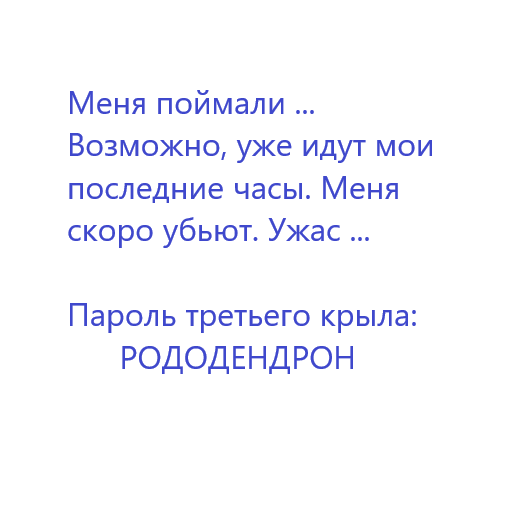 Меня поймали ...
Возможно, уже идут мои
последние часы. Меня
скоро убьют. Ужас ...
Пароль третьего крыла:
РОДОДЕНДРОН